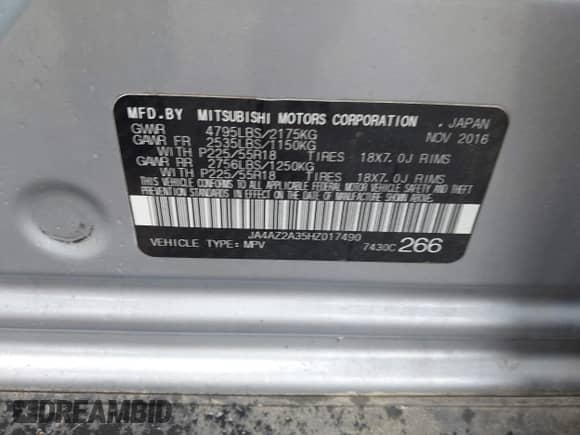 MFD.BY MITSUBISHI MOTORS CORPORATION . JAPAN
GVWR 4795LBS/2175KG NOV 2016
GAWR FR 2535LBS/1150KG
WITH P225/55R18 TIRES 18X7.0J RIMS
GAWR RR 2756LBS/1250KG
WITH P225/55R18 TIRES 18X7.0J RIMS
THIS VEHICLE CONFORMS TO ALL APPLICABLE FEDERAL MOTOR VEHICLE SAFETY AND THEFT
PREVENTION STANDARDS IN EFFECT ON THE DATE OF MANUFACTURE SHOWN ABOVE.
JA4AZ2A35HZ017490
VEHICLE TYPE:MPV 7430C 266
DREAMBID